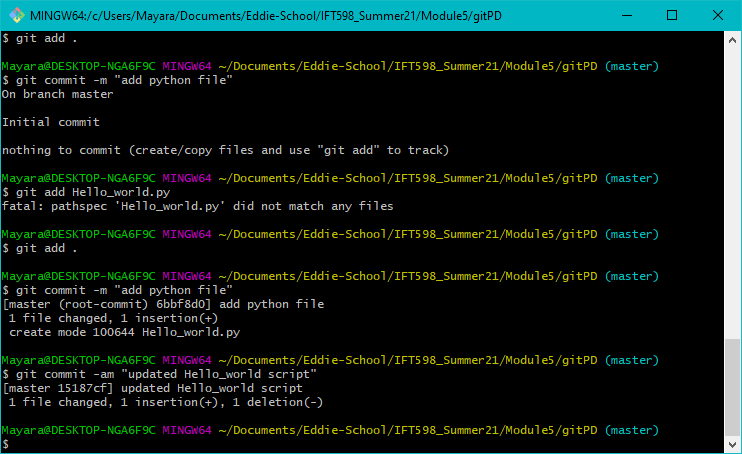 MINGW64:/c/Users/Mayara/Documents/Eddie-School/IFT598_Summer21/Module5/gitPD
$ git add .
Mayara@DESKTOP-NGA6F9C MINGW64 ~/Documents/Eddie-School/IFT598_Summer21/Module5/gitPD (master)
$ git commit -m "add python file"
On branch master
Initial commit
nothing to commit (create/copy files and use "git add" to track)
Mayara@DESKTOP-NGA6F9C MINGW64 ~/Documents/Eddie-School/IFT598_Summer21/Module5/gitPD (master)
$ git add Hello_world.py
fatal: pathspec 'Hello_world.py' did not match any files
Mayara@DESKTOP-NGA6F9C MINGW64 ~/Documents/Eddie-School/IFT598_Summer21/Module5/gitPD (master)
$ git add .
Mayara@DESKTOP-NGA6F9C MINGW64 ~/Documents/Eddie-School/IFT598_Summer21/Module5/gitPD (master)
$ git commit -m "add python file"
[master (root-commit) 6bbf8d0] add python file
 1 file changed, 1 insertion(+)
 create mode 100644 Hello_world.py
Mayara@DESKTOP-NGA6F9C MINGW64 ~/Documents/Eddie-School/IFT598_Summer21/Module5/gitPD (master)
$ git commit -am "updated Hello_world script"
[master 15187cf] updated Hello_world script
 1 file changed, 1 insertion(+), 1 deletion(-)
Mayara@DESKTOP-NGA6F9C MINGW64 ~/Documents/Eddie-School/IFT598_Summer21/Module5/gitPD (master)
$